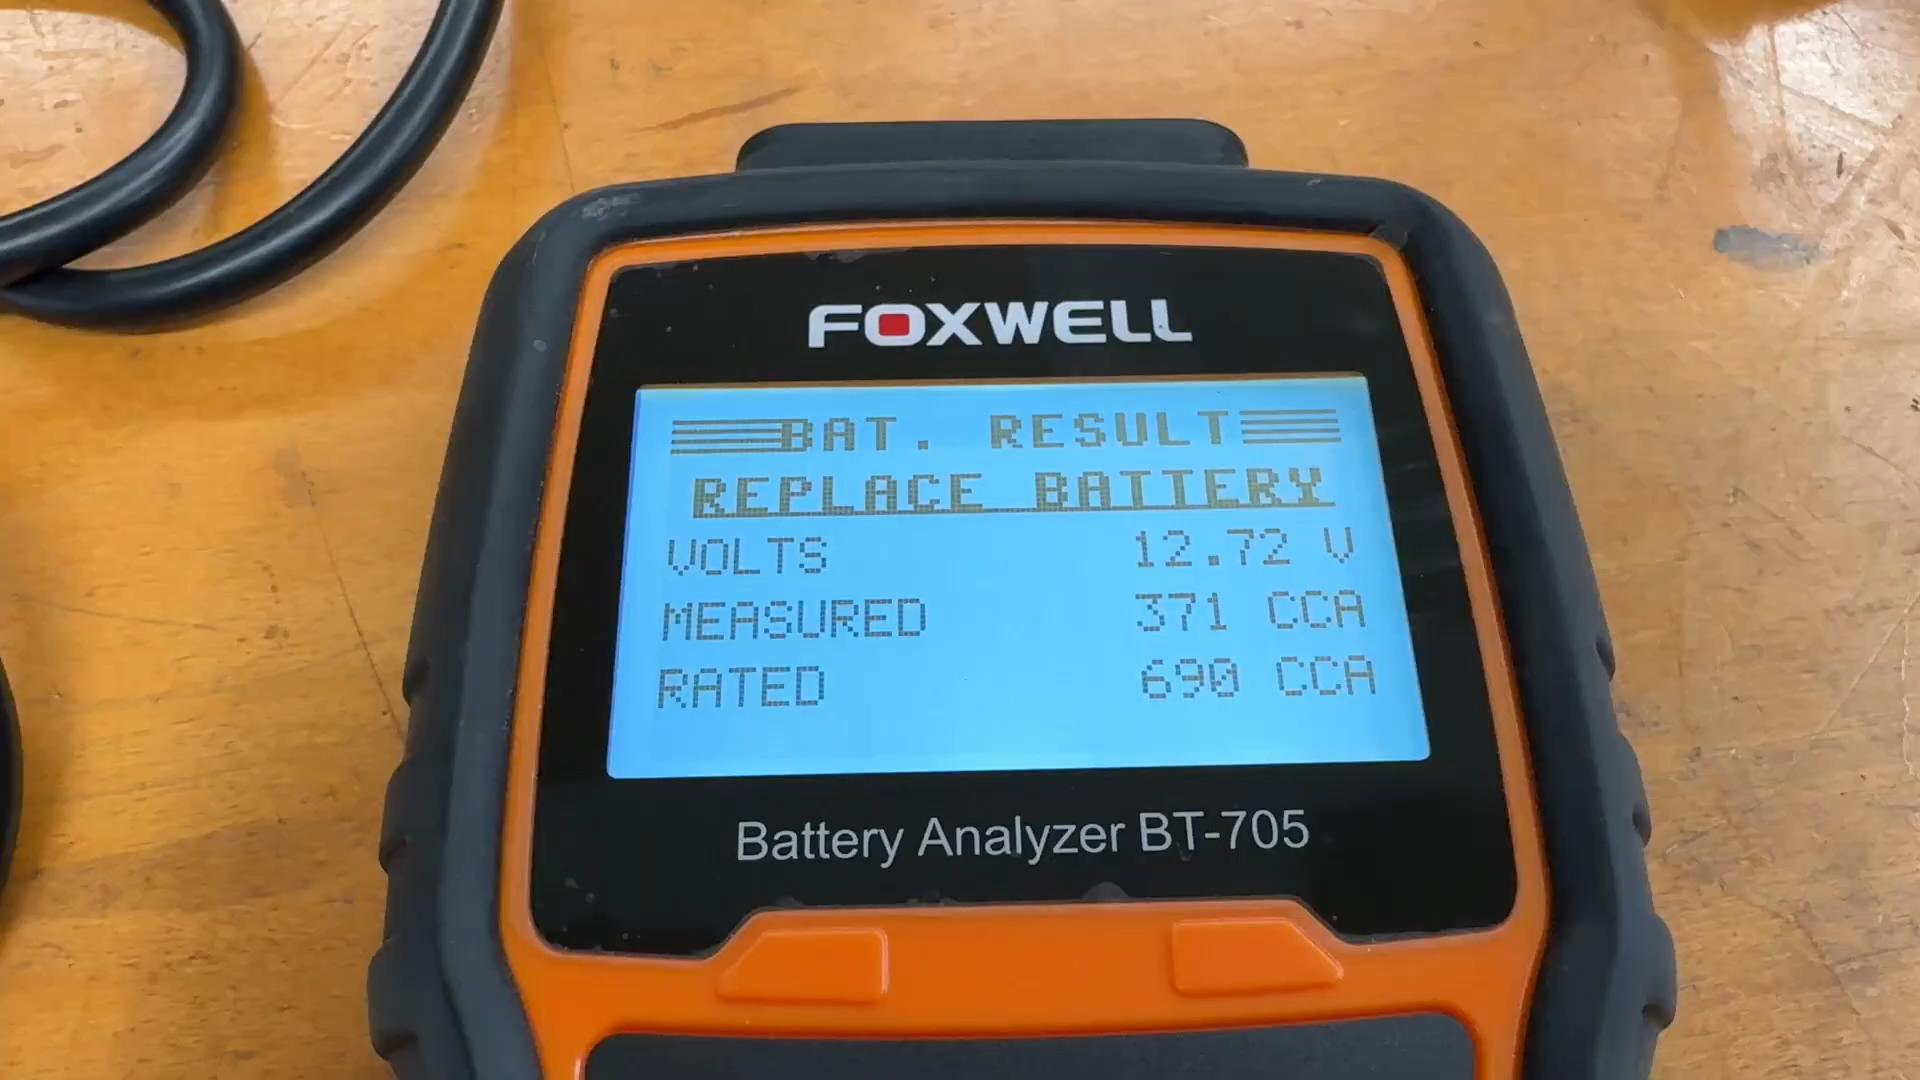 FOXWELL
BAT. RESULT
REPLACE BATTERY
VOLTS 12.72 V
MEASURED 371 CCA
RATED 690 CCA
Battery Analyzer BT-705